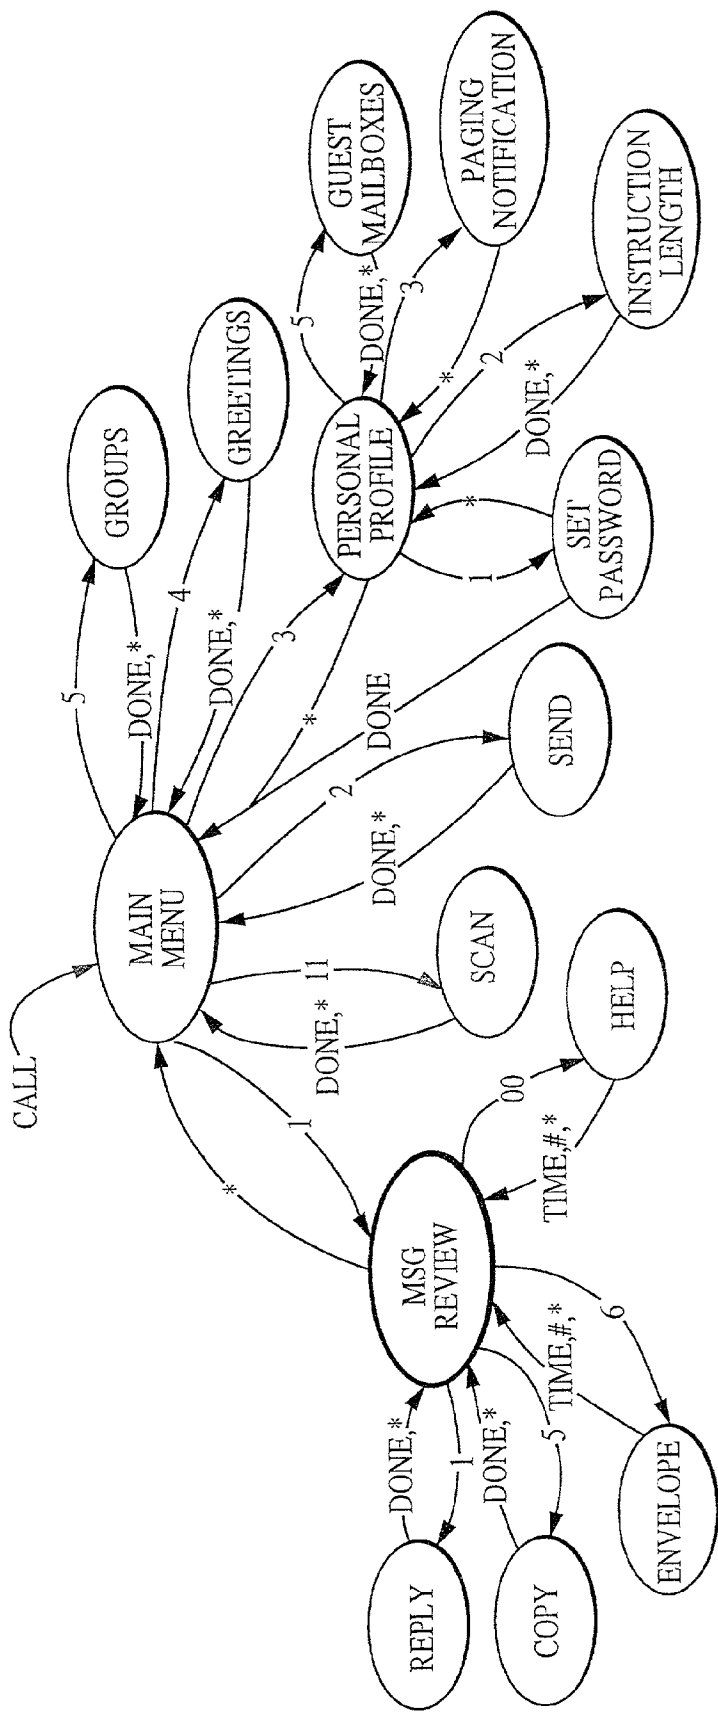 CALL
MAIN
MENU
5
GROUPS
DONE,*
4
GREETINGS
DONE,*
3
*
PERSONAL
PROFILE
5
GUEST
MAILBOXES
DONE,*
3
PAGING
NOTIFICATION
*
2
INSTRUCTION
LENGTH
DONE,*
1
SET
PASSWORD
*
DONE
2
SEND
DONE,*
11
SCAN
DONE,*
1
*
MSG
REVIEW
00
HELP
TIME,#,*
6
ENVELOPE
TIME,#,*
5
COPY
DONE,*
1
REPLY
DONE,*